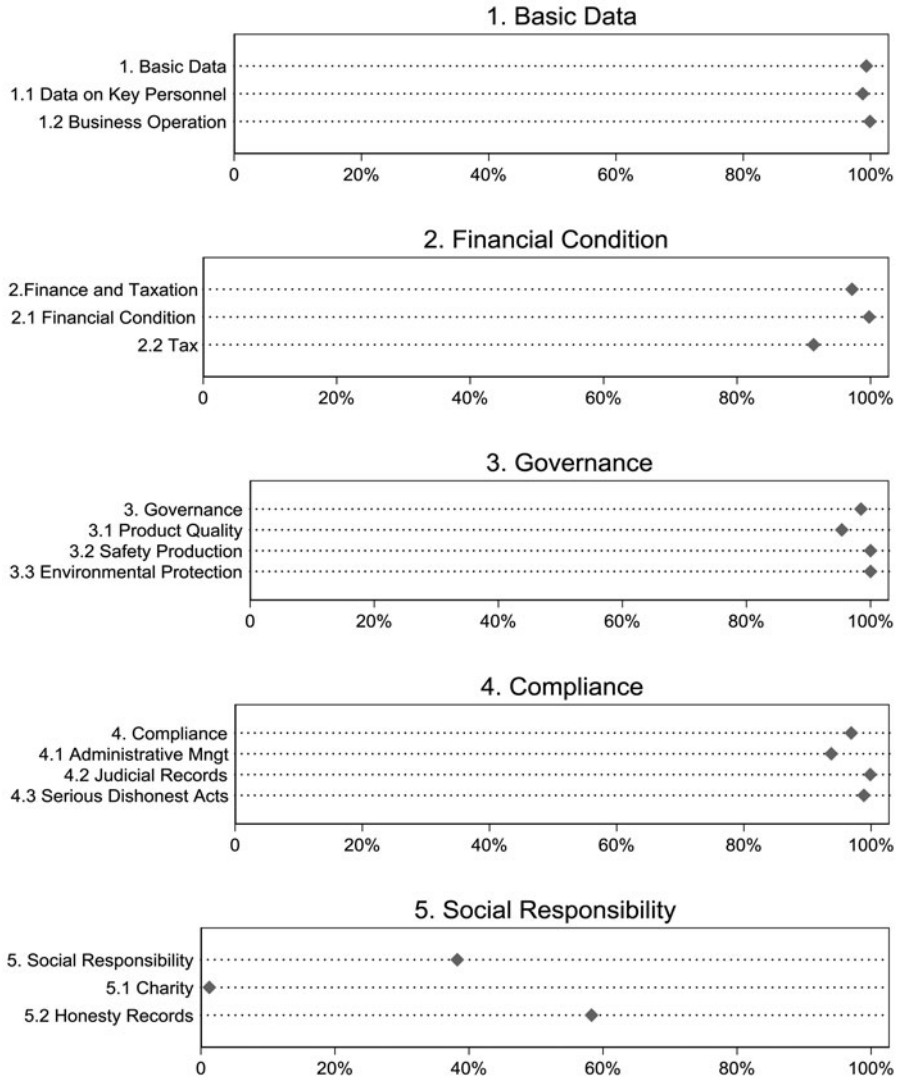 1. Basic Data
1. Basic Data
1.1 Data on Key Personnel
1.2 Business Operation
0 20% 40% 60% 80% 100%
2. Financial Condition
2.Finance and Taxation
2.1 Financial Condition
2.2 Tax
0 20% 40% 60% 80% 100%
3. Governance
3. Governance
3.1 Product Quality
3.2 Safety Production
3.3 Environmental Protection
0 20% 40% 60% 80% 100%
4. Compliance
4. Compliance
4.1 Administrative Mngt
4.2 Judicial Records
4.3 Serious Dishonest Acts
0 20% 40% 60% 80% 100%
5. Social Responsibility
5. Social Responsibility
5.1 Charity
5.2 Honesty Records
0 20% 40% 60% 80% 100%